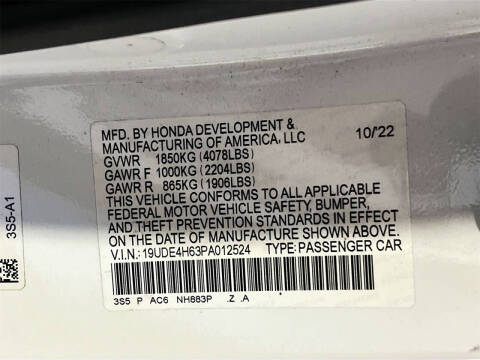 MFD. BY HONDA DEVELOPMENT &
MANUFACTURING OF AMERICA, LLC 10/'22
GVWR 1850KG (4078LBS)
GAWR F 1000KG (2204LBS)
GAWR R 865KG (1906LBS)
THIS VEHICLE CONFORMS TO ALL APPLICABLE
FEDERAL MOTOR VEHICLE SAFETY, BUMPER,
AND THEFT PREVENTION STANDARDS IN EFFECT
ON THE DATE OF MANUFACTURE SHOWN ABOVE.
V.I.N.: 19UDE4H63PA012524 TYPE: PASSENGER CAR
3S5 P AC6 NH883P .Z .A
3S5-A1